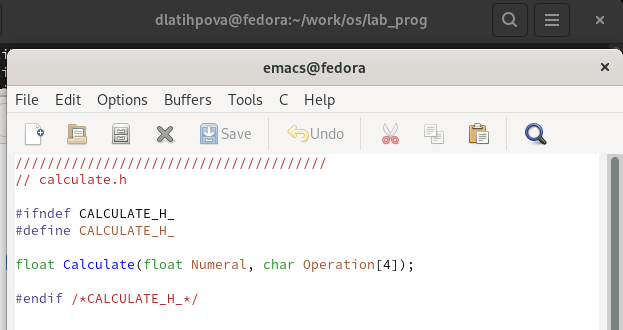 dlatihpova@fedora:~/work/os/lab_prog
emacs@fedora
File Edit Options Buffers Tools C Help
Save Undo
///////////////////////////////////////
// calculate.h
#ifndef CALCULATE_H_
#define CALCULATE_H_
float Calculate(float Numeral, char Operation[4]);
#endif /*CALCULATE_H_*/